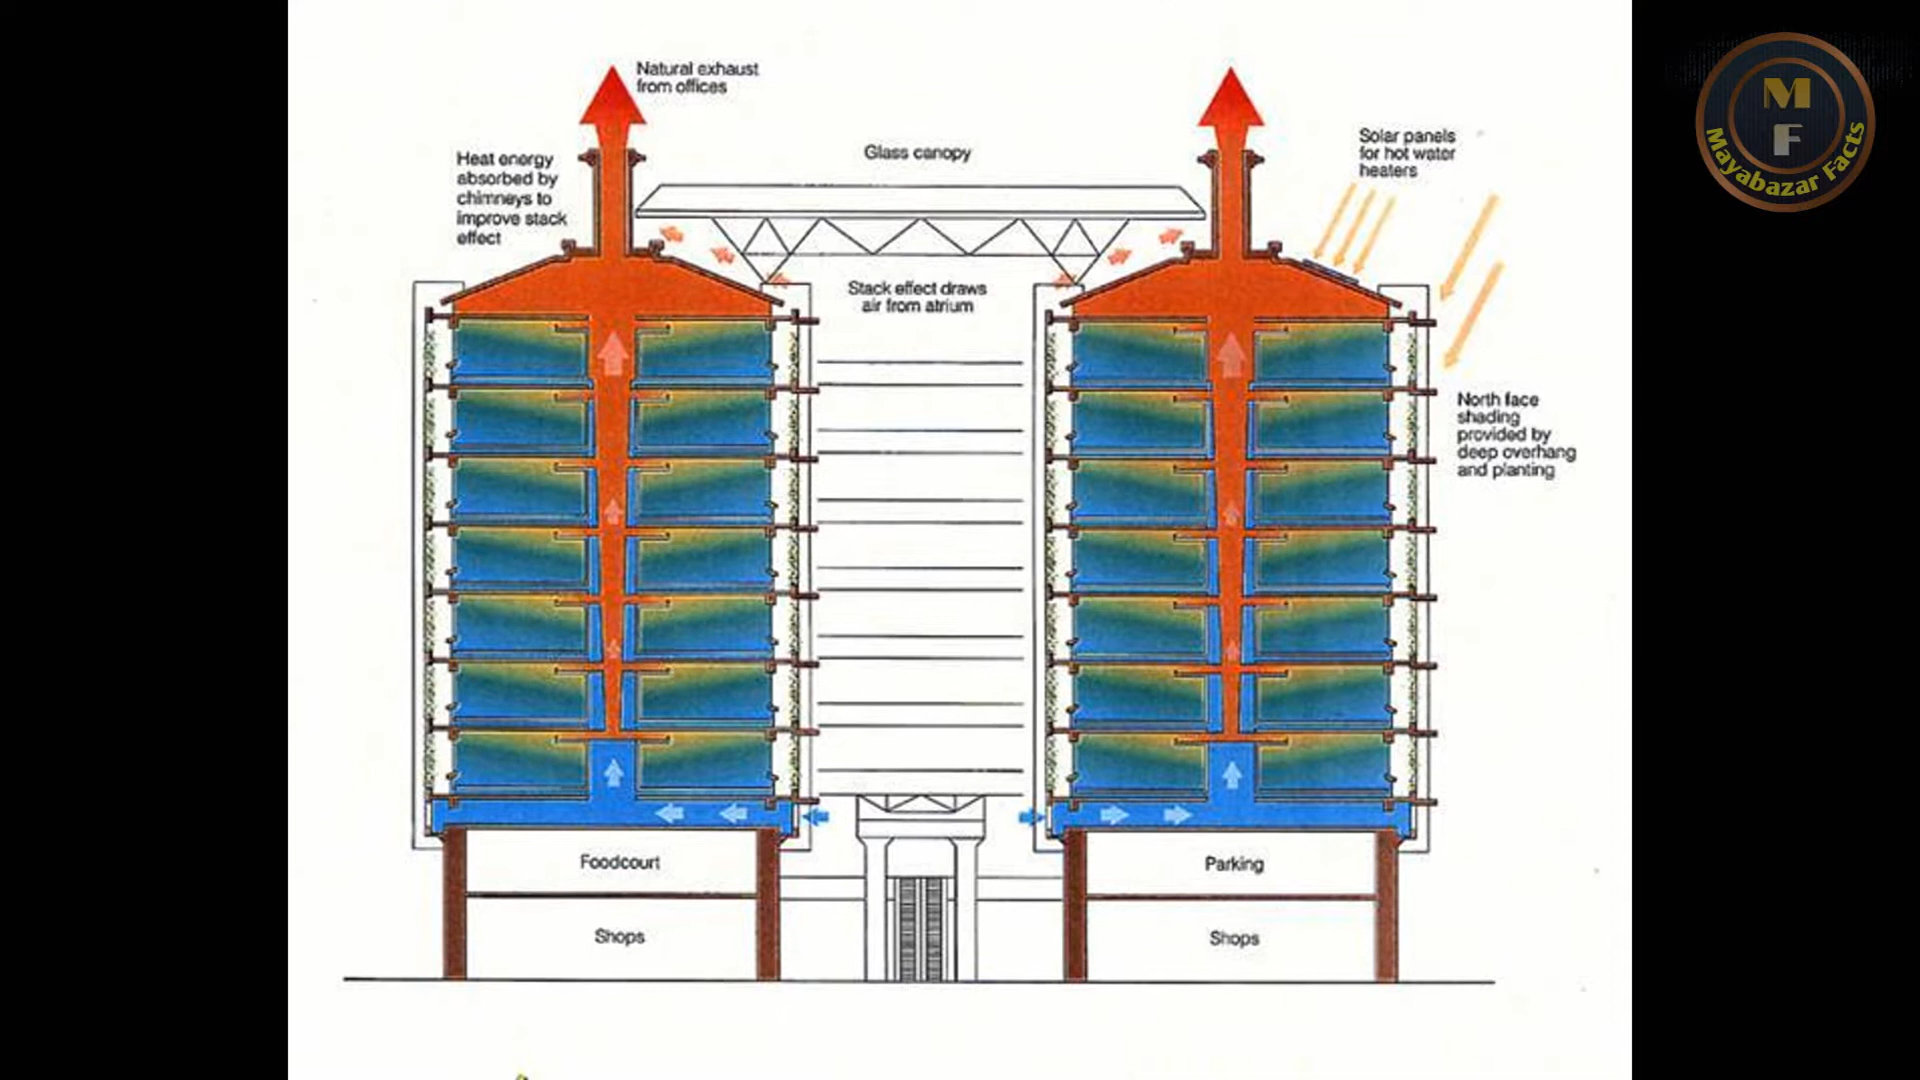 Natural exhaust
from offices
Heat energy
absorbed by
chimneys to
improve stack
effect
Glass canopy
Solar panels
for hot water
heaters
M
F
Mayabazar Facts
Stack effect draws
air from atrium
North face
shading
provided by
deep overhang
and planting
Foodcourt
Parking
Shops
Shops